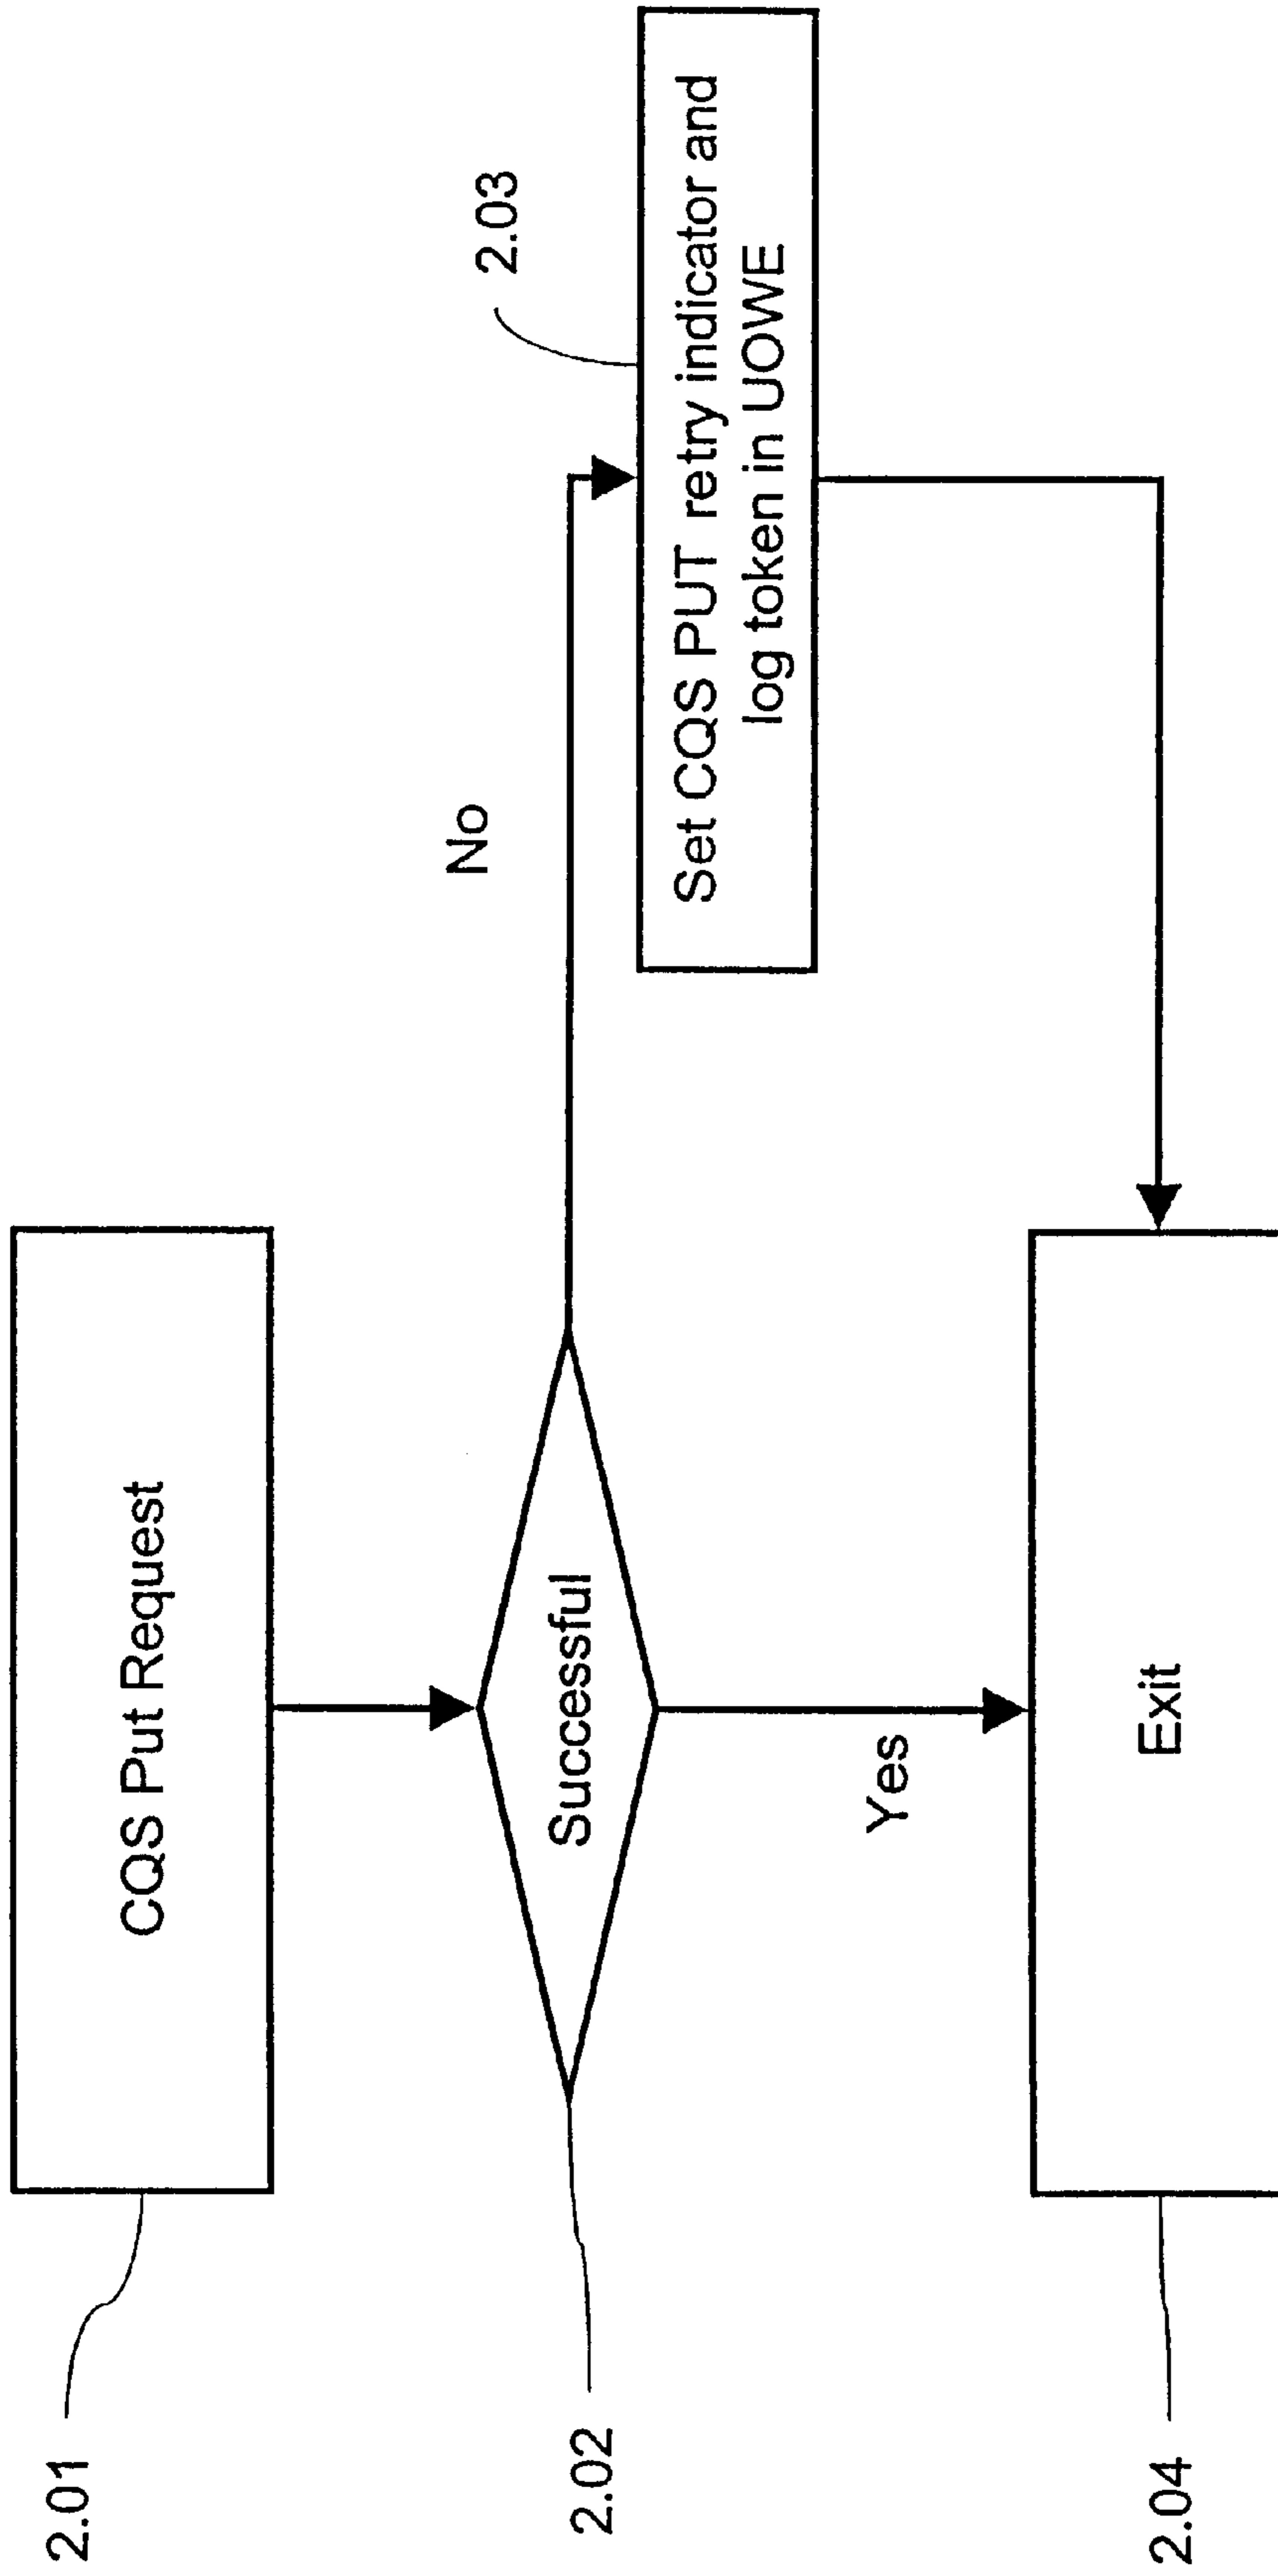 2.01
CQS Put Request
2.02
Successful
No
2.03
Set CQS PUT retry indicator and
log token in UOWE
Yes
2.04
Exit